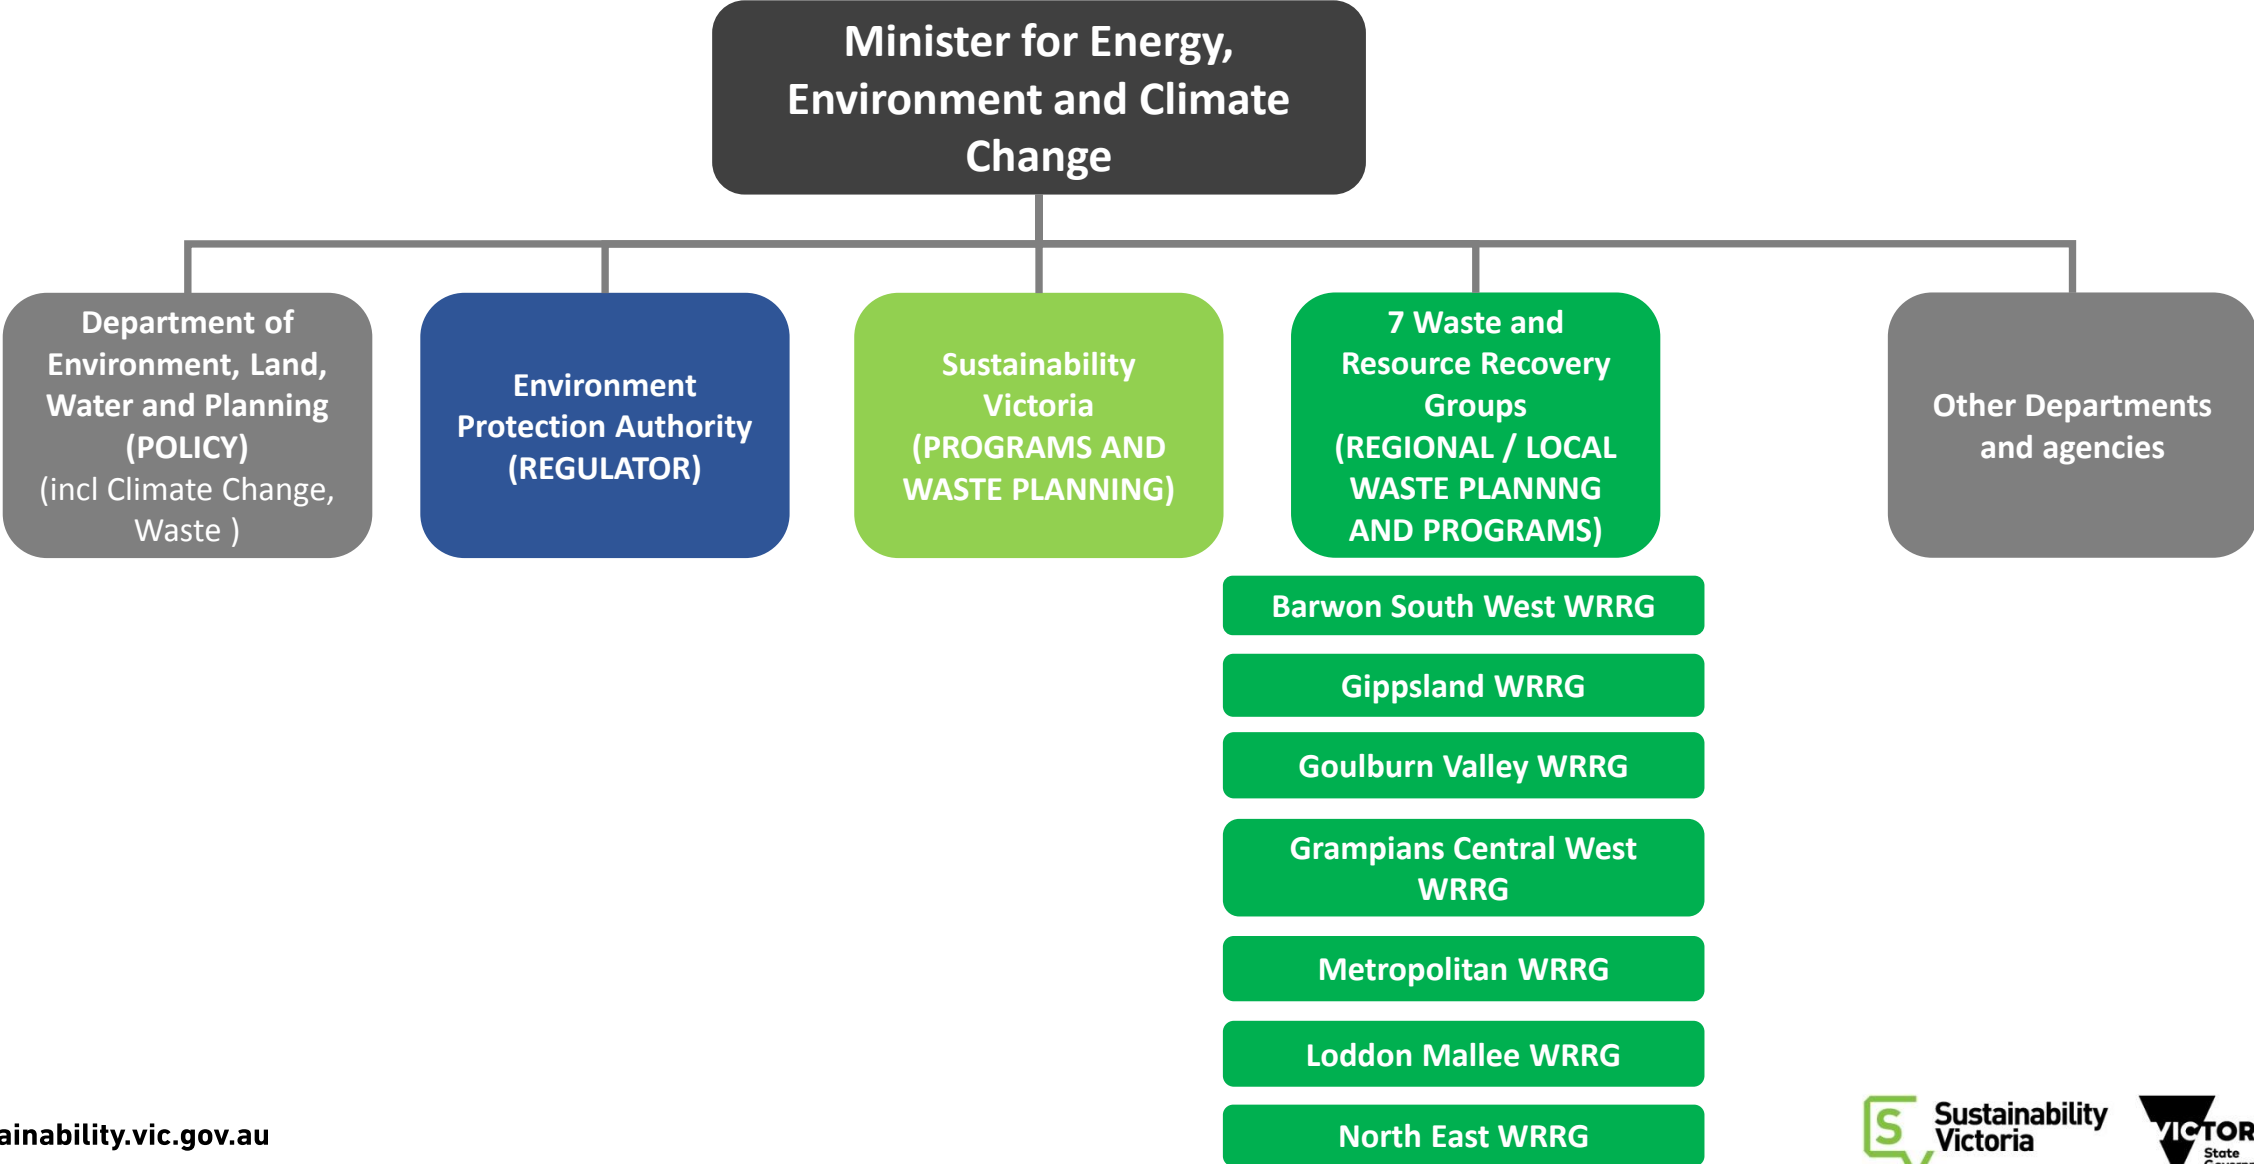 Minister for Energy,
Environment and Climate
Change
Department of
Environment, Land,
Water and Planning
(POLICY)
(incl Climate Change,
Waste )
Environment
Protection Authority
(REGULATOR)
Sustainability
Victoria
(PROGRAMS AND
WASTE PLANNING)
7 Waste and
Resource Recovery
Groups
(REGIONAL / LOCAL
WASTE PLANNNG
AND PROGRAMS)
Other Departments
and agencies
Barwon South West WRRG
Gippsland WRRG
Goulburn Valley WRRG
Grampians Central West
WRRG
Metropolitan WRRG
Loddon Mallee WRRG
North East WRRG
ainability.vic.gov.au
S Sustainability
Victoria
VICTOR
State